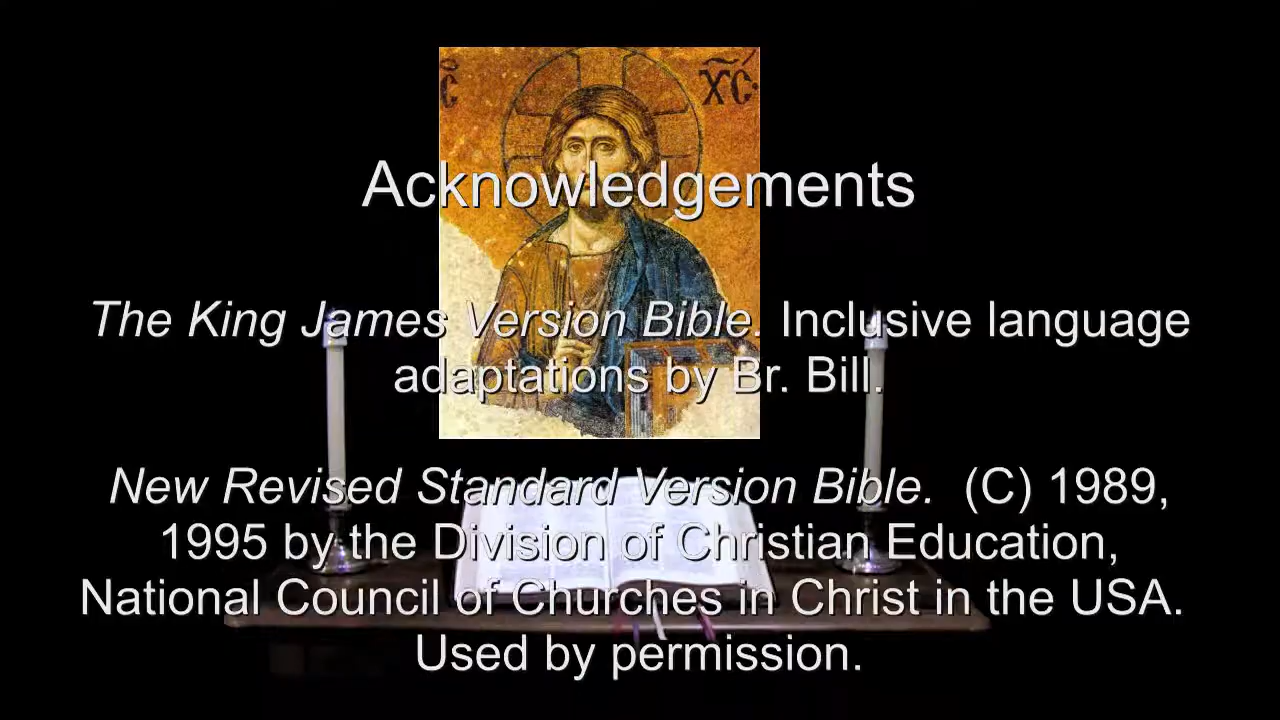 C
XC
Acknowledgements
The King James Version Bible. Inclusive language
adaptations by Br. Bill.
New Revised Standard Version Bible.  (C) 1989,
1995 by the Division of Christian Education,
National Council of Churches in Christ in the USA.
Used by permission.